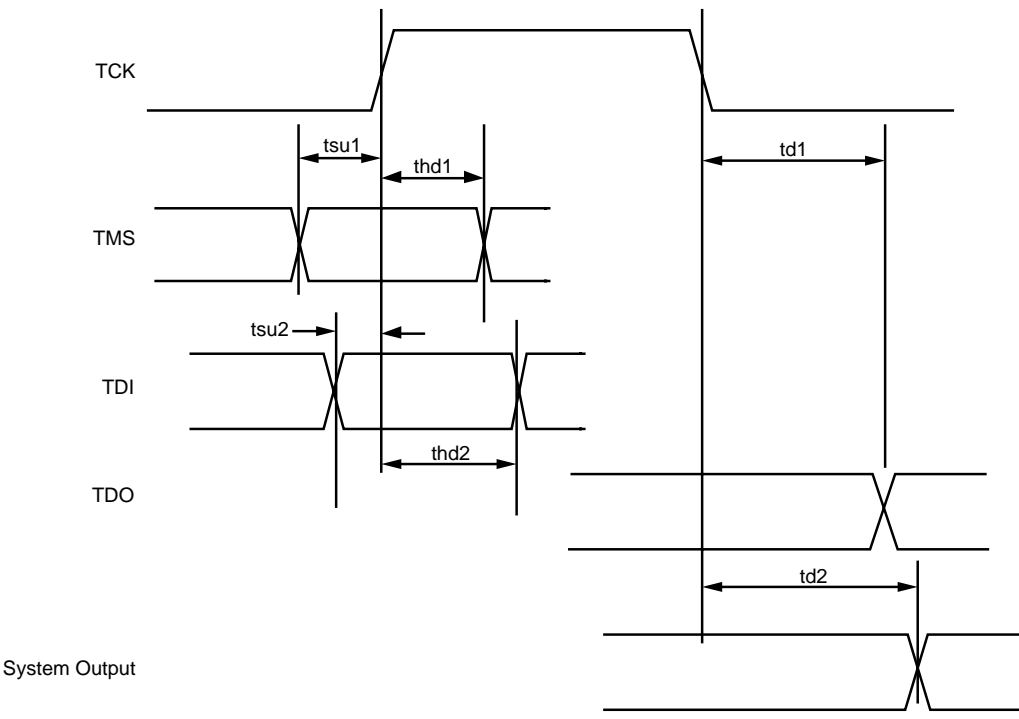 TCK
tsu1
thd1
td1
TMS
tsu2
TDI
thd2
TDO
td2
System Output